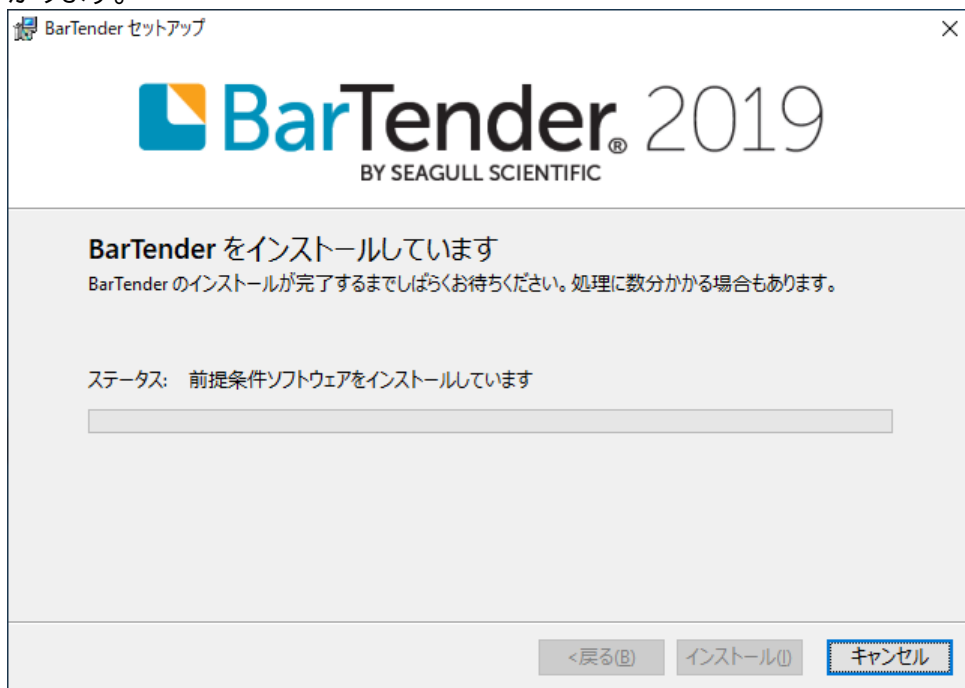 かります。
BarTender セットアップ
BarTender® 2019
BY SEAGULL SCIENTIFIC
BarTender をインストールしています
BarTender のインストールが完了するまでしばらくお待ちください。処理に数分かかる場合もあります。
ステータス: 前提条件ソフトウェアをインストールしています
<戻る(B) インストール(I) キャンセル